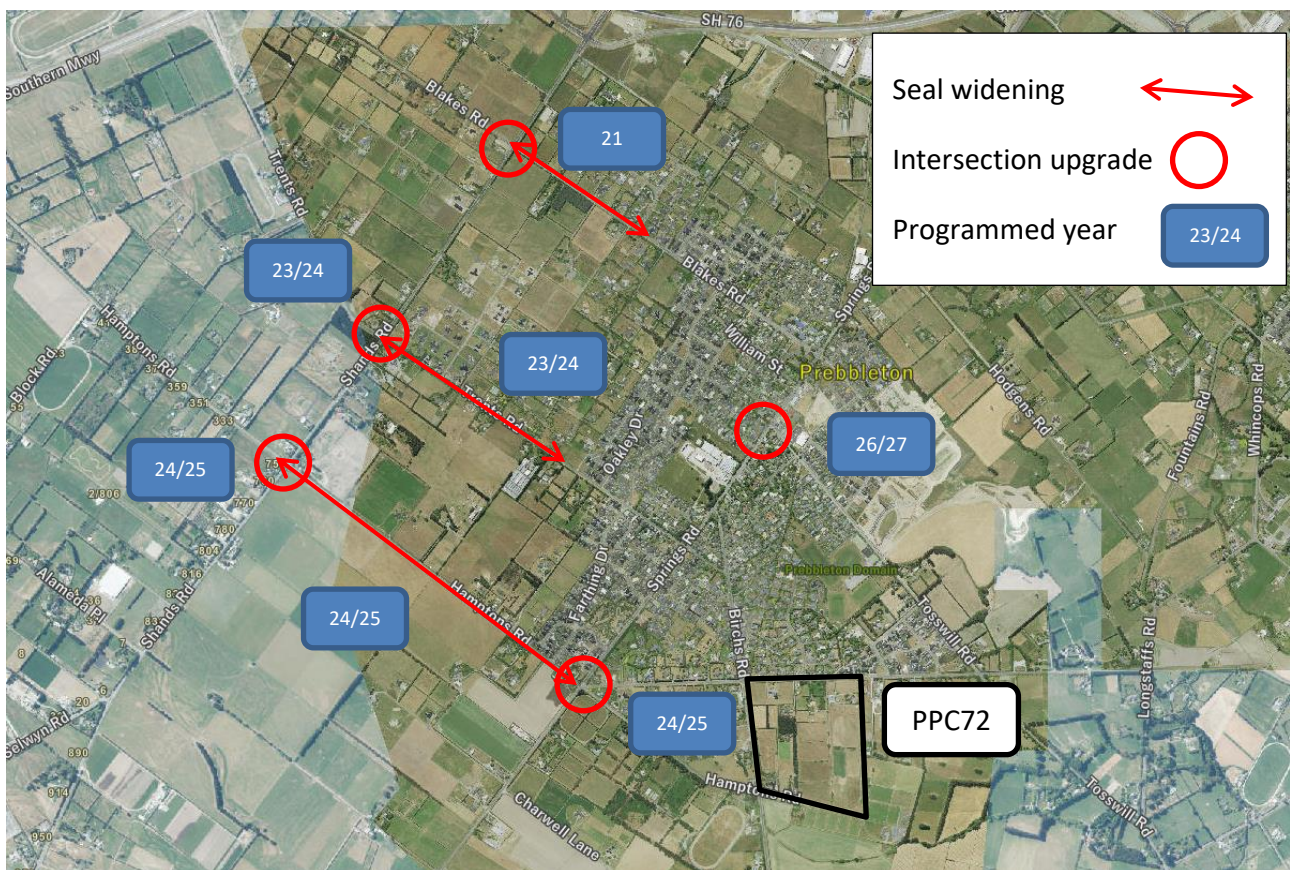 SH 76
Southern Mwy
Blakes Rd
21
Seal widening
Intersection upgrade
Programmed year
23/24
Trents Rd
23/24
Hamptons Rd
Block Rd
359
351
333
Shands Rd
23/24
Trents Rd
Blakes Rd
William St
Springs
Prebbleton
Oakley Dr
26/27
Hodgens Rd
Fountains Rd
Whincops Rd
24/25
2/806
770
780
804
816
Alameda Pl
Shands Rd
24/25
Hamptons Rd
Farthing Dr
Springs Rd
Prebbleton Domain
Birchs Rd
Tosswill Rd
Longstaffs Rd
Selwyn Rd
6
20
890
914
950
24/25
PPC72
Hamptons Rd
Charwell Lane
Tosswill Rd